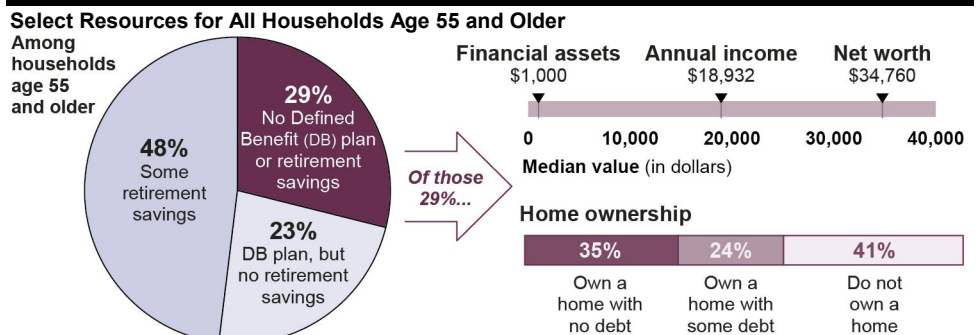 Select Resources for All Households Age 55 and Older
Among
households
age 55
and older
29%
No Defined
Benefit (DB) plan
or retirement
savings
48%
Some
retirement
savings
23%
DB plan, but
no retirement
savings
Of those
29%...
Financial assets Annual income Net worth
$1,000 $18,932 $34,760
0 10,000 20,000 30,000 40,000
Median value (in dollars)
Home ownership
35% 24% 41%
Own a
home with
no debt
Own a
home with
some debt
Do not
own a
home